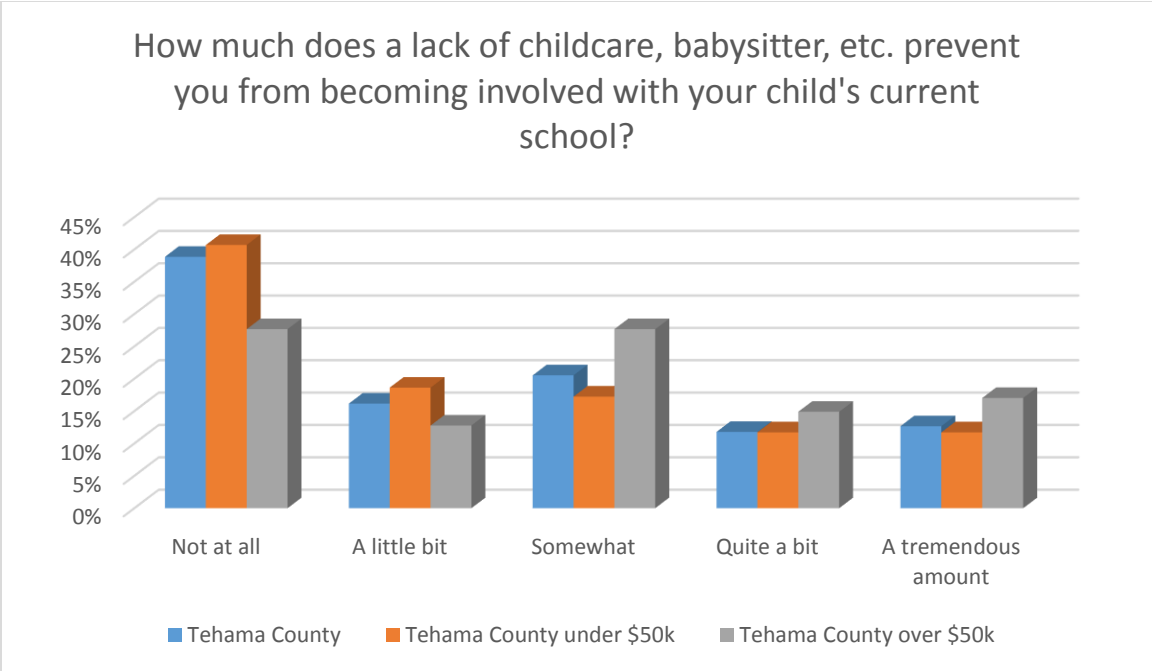 How much does a lack of childcare, babysitter, etc. prevent
you from becoming involved with your child's current
school?
45%
40%
35%
30%
25%
20%
15%
10%
5%
0%
Not at all
A little bit
Somewhat
Quite a bit
A tremendous
amount
Tehama County
Tehama County under $50k
Tehama County over $50k